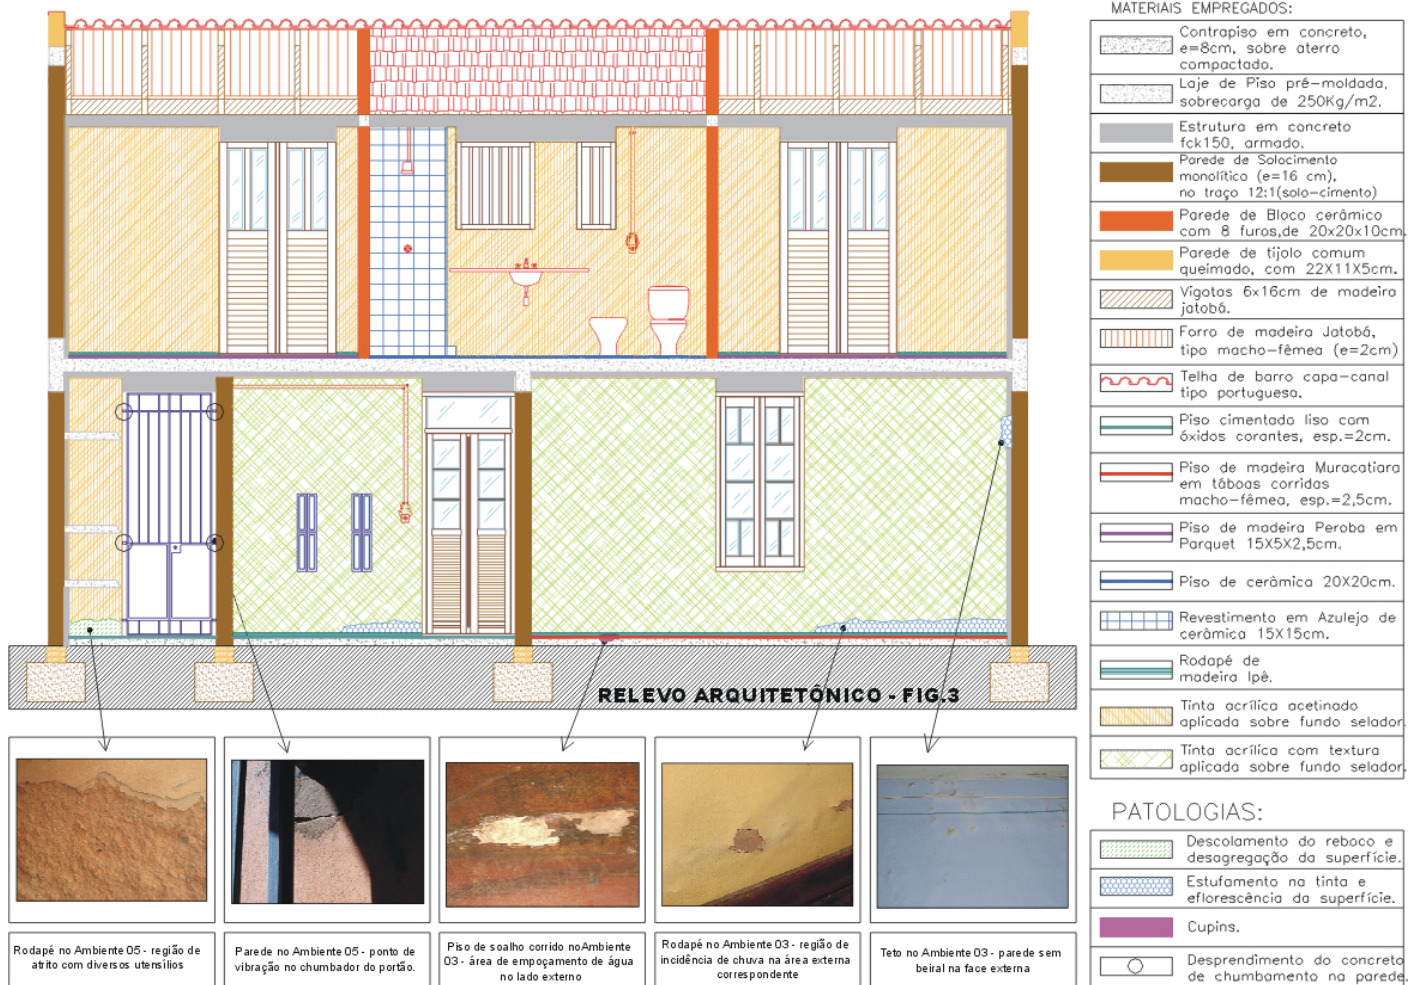 MATERIAIS EMPREGADOS:
Contrapiso em concreto,
e=8cm, sobre aterro
compactado.
Laje de Piso pré-moldada,
sobrecarga de 250Kg/m2.
Estrutura em concreto
fck150, armado.
Parede de Solocimento
monolítico (e=16 cm),
no traço 12:1(solo-cimento)
Parede de Bloco cerâmico
com 8 furos,de 20x20x10cm.
Parede de tijolo comum
queimado, com 22X11X5cm.
Vigotas 6x16cm de madeira
jatobá.
Forro de madeira Jatobá,
tipo macho-fêmea (e=2cm)
Telha de barro capa-canal
tipo portuguesa.
Piso cimentado liso com
óxidos corantes, esp.=2cm.
Piso de madeira Muracatiara
em táboas corridas
macho-fêmea, esp.=2,5cm.
Piso de madeira Peroba em
Parquet 15X5X2,5cm.
Piso de cerâmica 20X20cm.
Revestimento em Azulejo de
cerâmica 15X15cm.
Rodapé de
madeira Ipê.
Tinta acrílica acetinado
aplicada sobre fundo selador.
Tinta acrílica com textura
aplicada sobre fundo selador.
PATOLOGIAS:
Descolamento do reboco e
desagregação da superfície.
Estufamento na tinta e
eflorescência da superfície.
Cupins.
Desprendimento do concreto
de chumbamento na parede.
RELEVO ARQUITETÔNICO - FIG.3
Rodapé no Ambiente 05 - região de
atrito com diversos utensílios
Parede no Ambiente 05 - ponto de
vibração no chumbador do portão.
Piso de soalho corrido noAmbiente
03 - área de empoçamento de água
no lado externo
Rodapé no Ambiente 03 - região de
incidência de chuva na área externa
correspondente
Teto no Ambiente 03 - parede sem
beiral na face externa